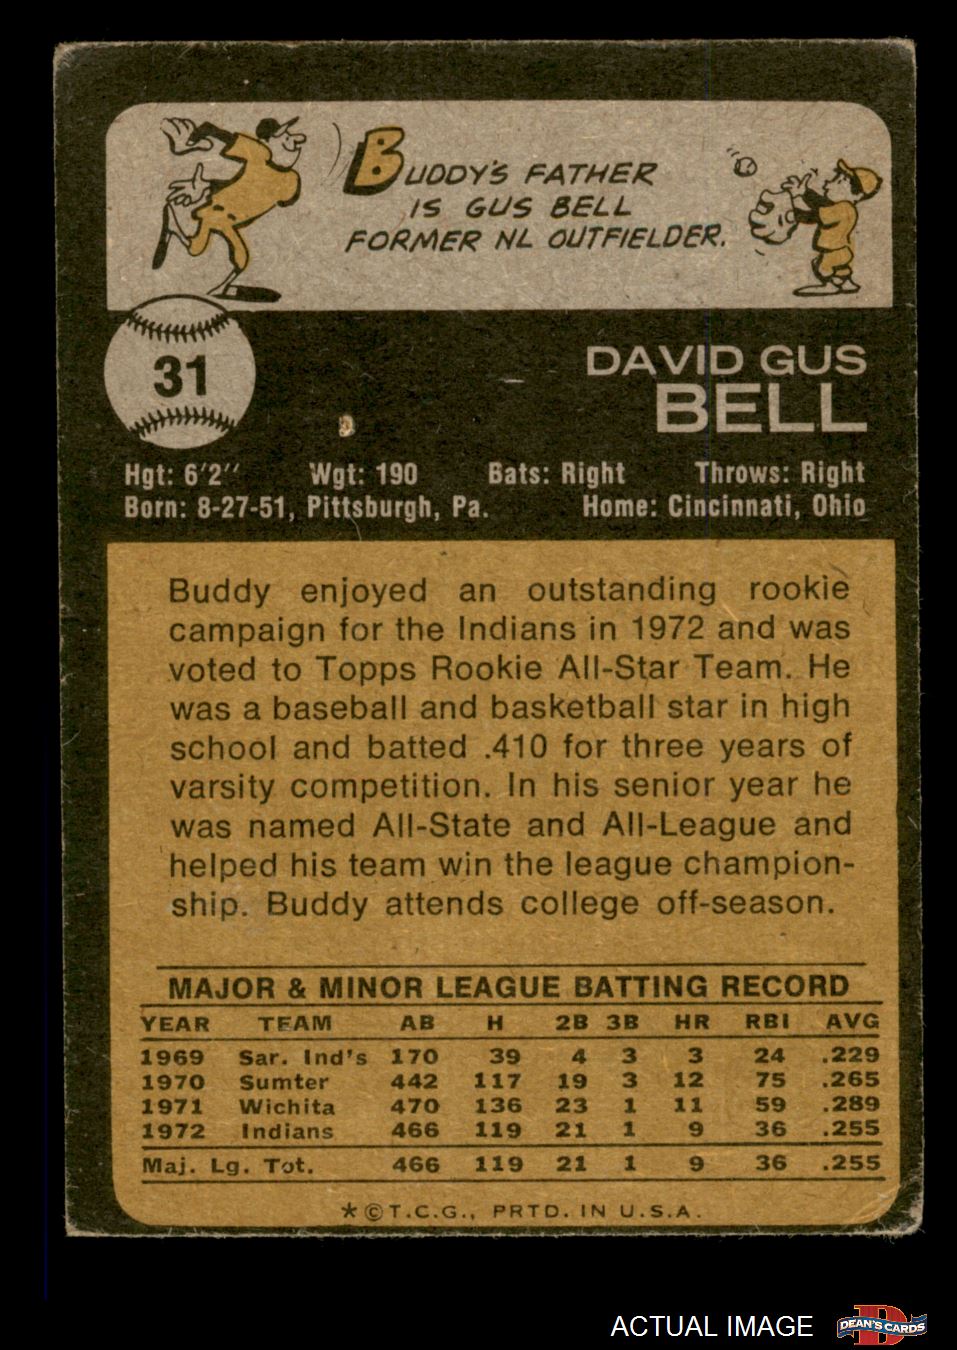 BUDDY'S FATHER
IS GUS BELL
FORMER NL OUTFIELDER.
31
DAVID GUS
BELL
Hgt: 6'2" Wgt: 190 Bats: Right Throws: Right
Born: 8-27-51, Pittsburgh, Pa. Home: Cincinnati, Ohio
Buddy enjoyed an outstanding rookie
campaign for the Indians in 1972 and was
voted to Topps Rookie All-Star Team. He
was a baseball and basketball star in high
school and batted .410 for three years of
varsity competition. In his senior year he
was named All-State and All-League and
helped his team win the league champion-
ship. Buddy attends college off-season.
MAJOR & MINOR LEAGUE BATTING RECORD
YEAR TEAM AB H 2B 3B HR RBI AVG
1969 Sar. Ind's 170 39 4 3 3 24 .229
1970 Sumter 442 117 19 3 12 75 .265
1971 Wichita 470 136 23 1 11 59 .289
1972 Indians 466 119 21 1 9 36 .255
Maj. Lg. Tot. 466 119 21 1 9 36 .255
*©T.C.G., PRTD. IN U.S.A.
ACTUAL IMAGE
D
DEAN'S CARDS